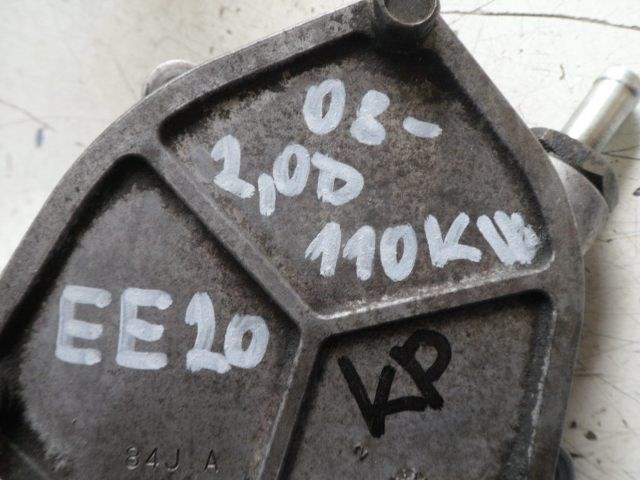 08-
2,0D
110KW
EE20
KP
84J A